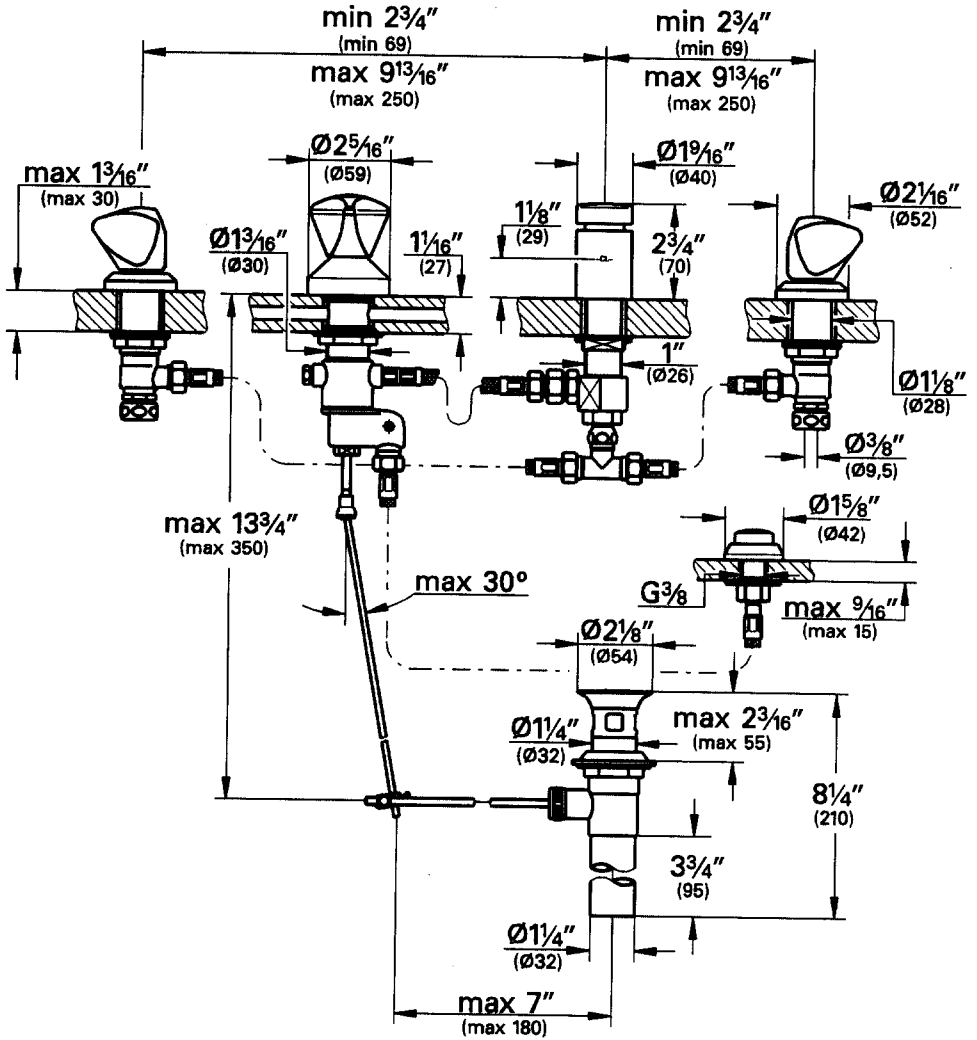 min 2¾" min 2¾"
(min 69) (min 69)
max 9¹³⁄₁₆" max 9¹³⁄₁₆"
(max 250) (max 250)
Ø2⁵⁄₁₆" Ø1⁹⁄₁₆"
(Ø59) (Ø40)
max 1³⁄₁₆"
(max 30)
Ø2¹⁄₁₆"
(Ø52)
1⅛"
(29)
Ø1³⁄₁₆" 1¹⁄₁₆" 2¾"
(Ø30) (27) (70)
1"
(Ø26)
Ø1⅛"
(Ø28)
Ø⅜"
(Ø9,5)
Ø1⅝"
(Ø42)
max 13¾"
(max 350)
max 30°
G⅜
max ⁹⁄₁₆"
(max 15)
Ø2⅛"
(Ø54)
Ø1¼" max 2³⁄₁₆"
(Ø32) (max 55)
8¼"
(210)
3¾"
(95)
Ø1¼"
(Ø32)
max 7"
(max 180)